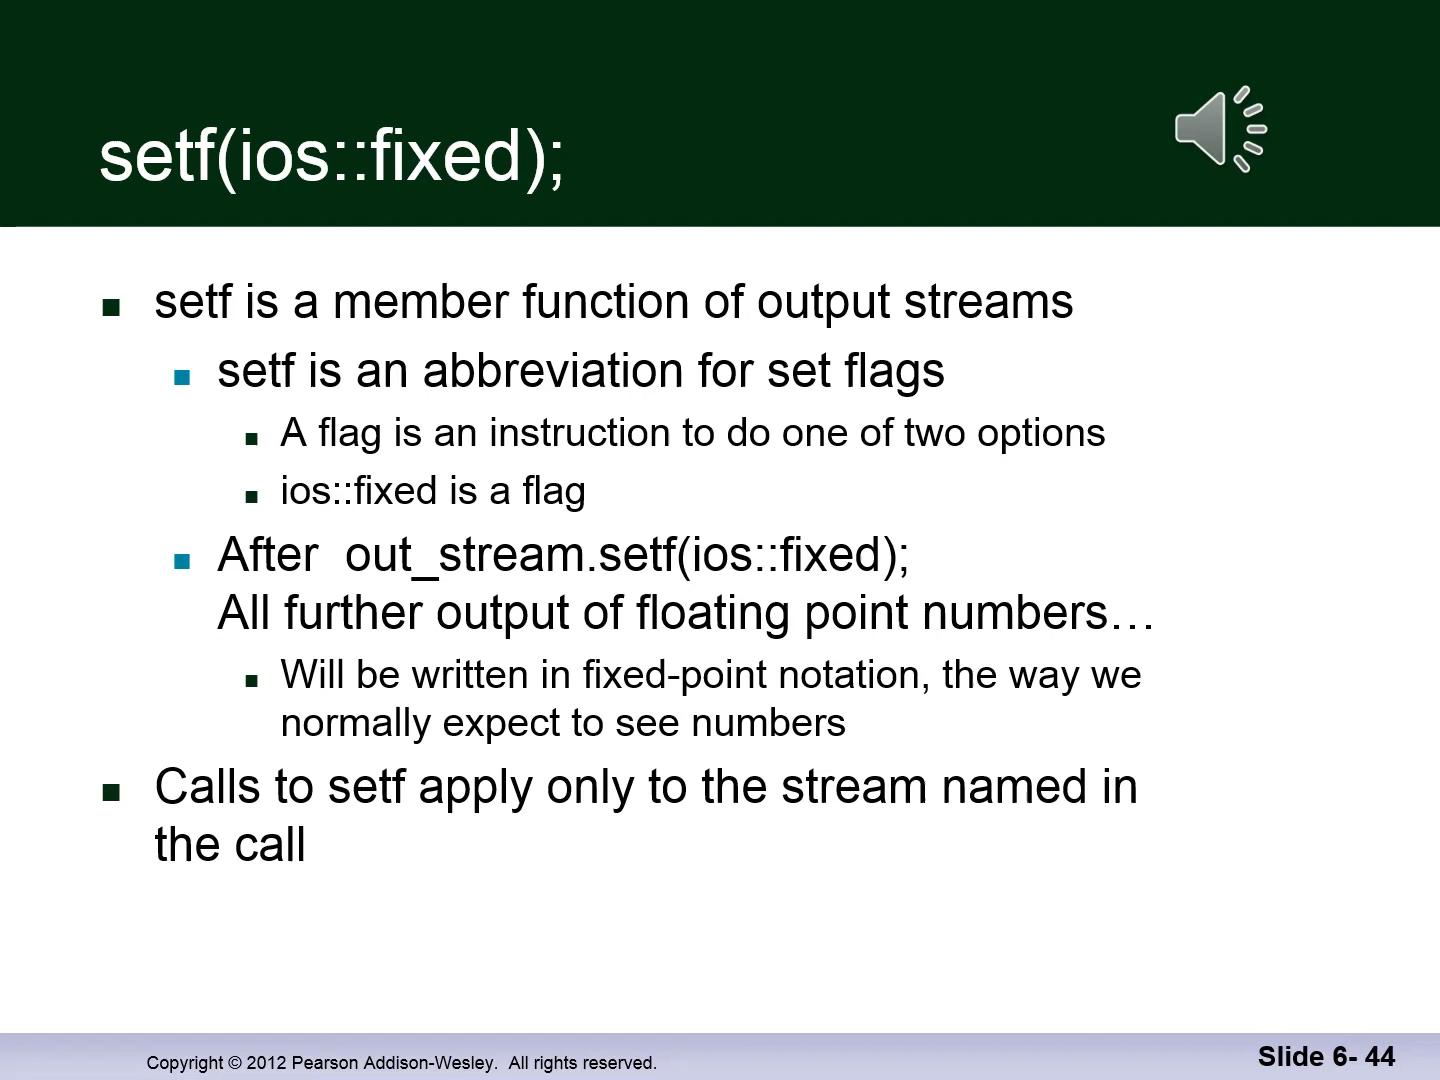 setf(ios::fixed);
setf is a member function of output streams
setf is an abbreviation for set flags
A flag is an instruction to do one of two options
ios::fixed is a flag
After  out_stream.setf(ios::fixed);
All further output of floating point numbers…
Will be written in fixed-point notation, the way we
normally expect to see numbers
Calls to setf apply only to the stream named in
the call
Copyright © 2012 Pearson Addison-Wesley.  All rights reserved.
Slide 6- 44